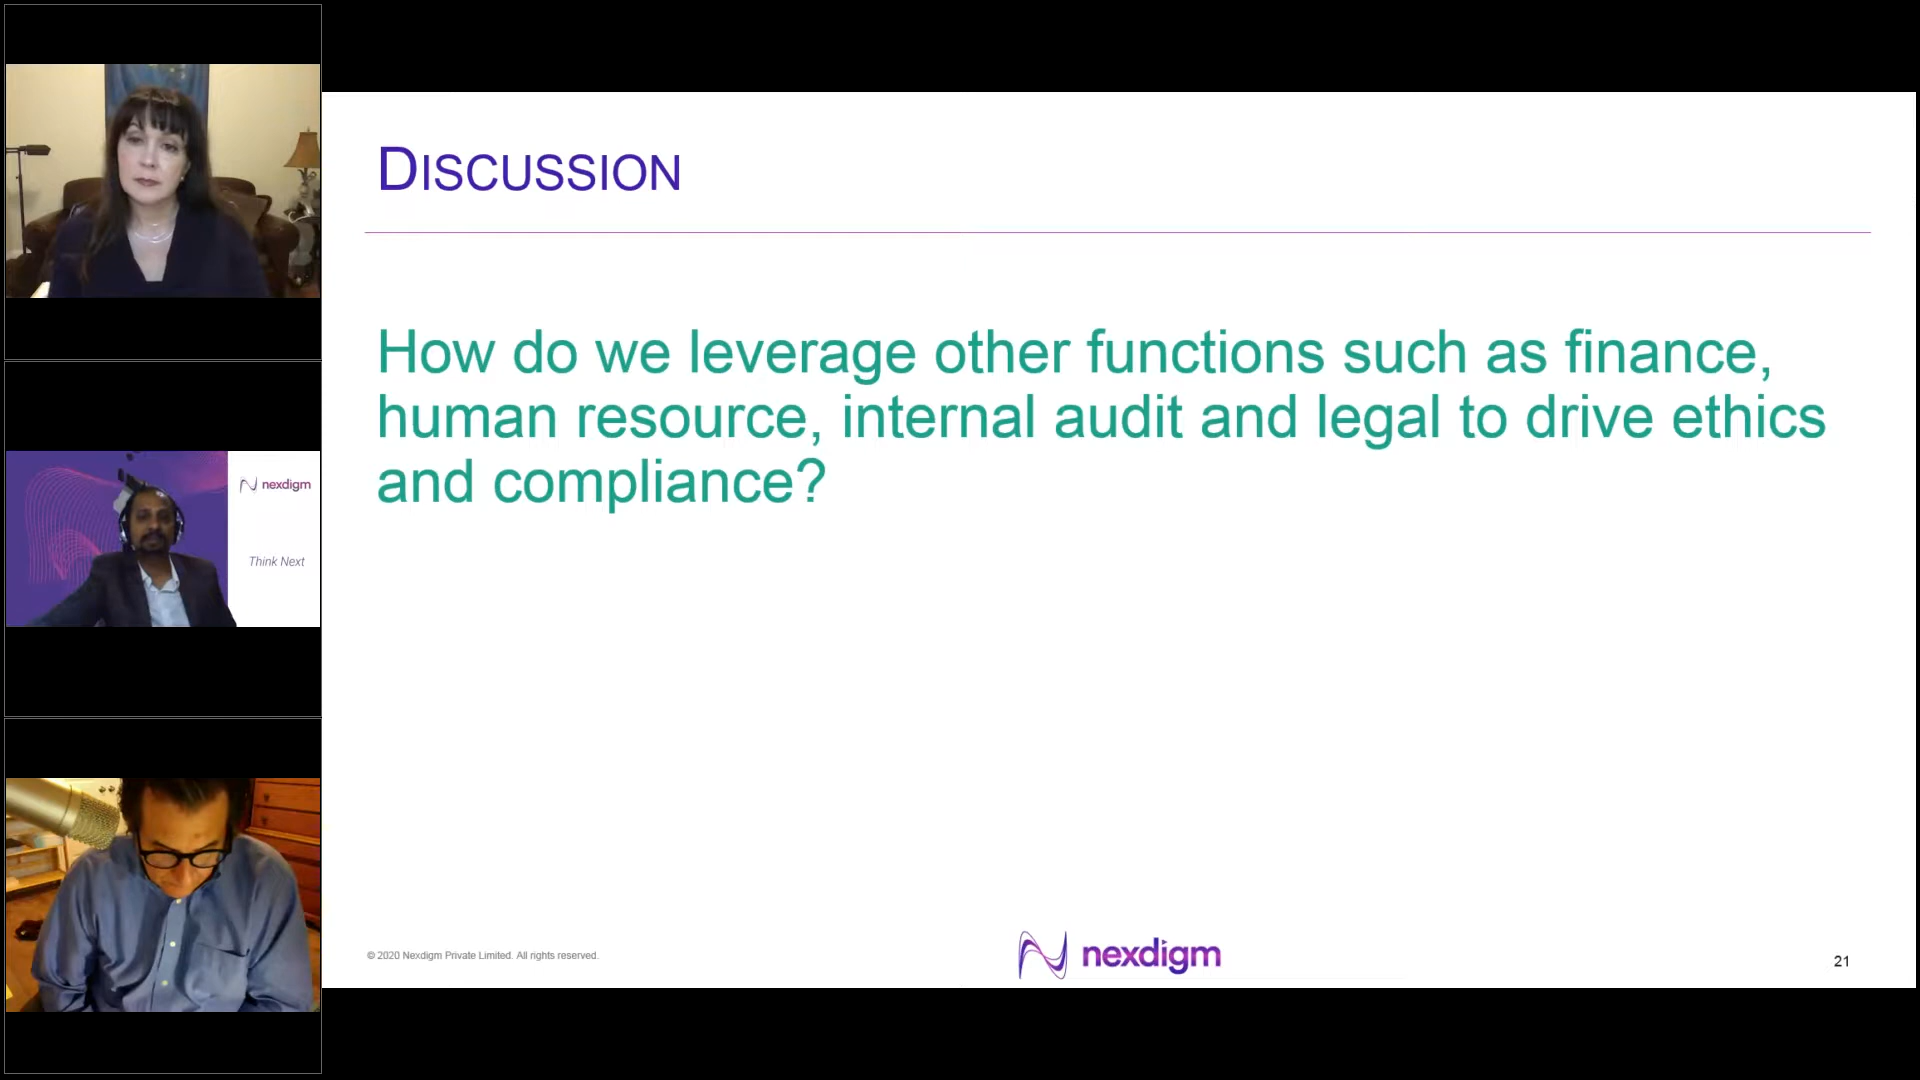 DISCUSSION
How do we leverage other functions such as finance,
human resource, internal audit and legal to drive ethics
and compliance?
nexdigm
Think Next
© 2020 Nexdigm Private Limited. All rights reserved.
nexdigm
21